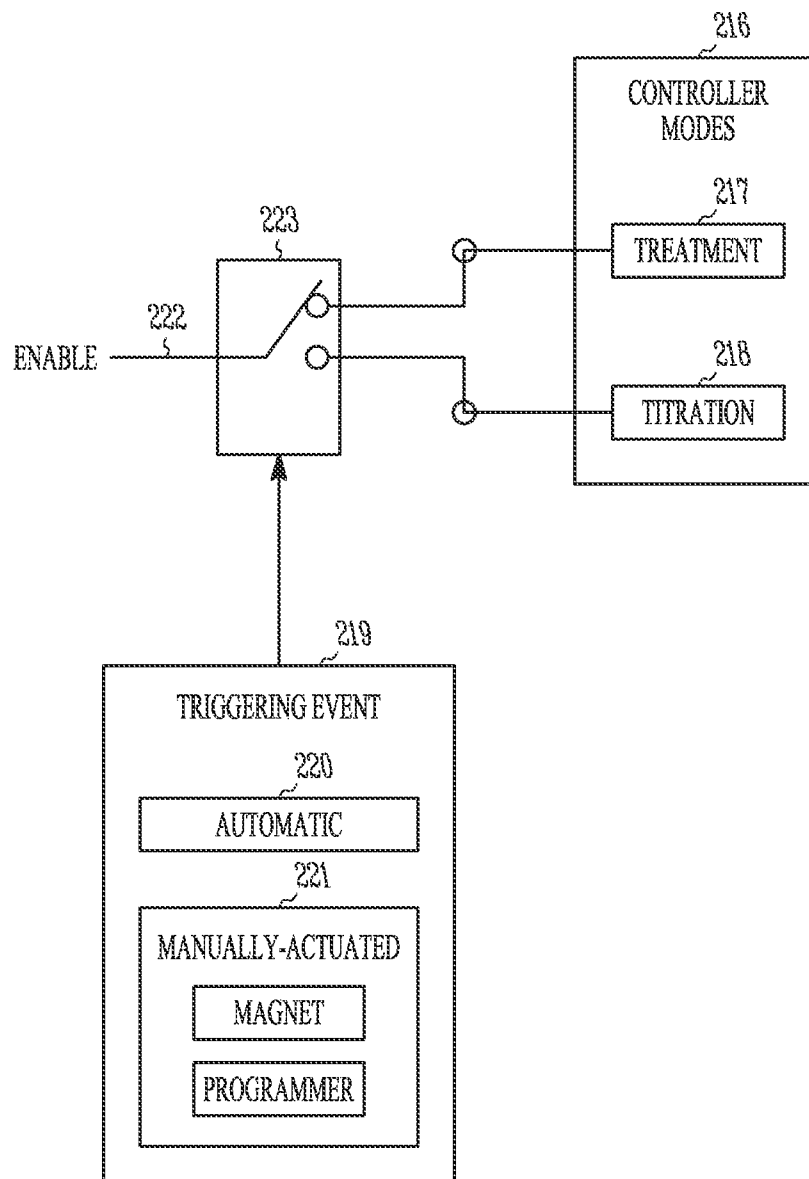 216
CONTROLLER
MODES
217
TREATMENT
223
222
ENABLE
218
TITRATION
219
TRIGGERING EVENT
220
AUTOMATIC
221
MANUALLY-ACTUATED
MAGNET
PROGRAMMER